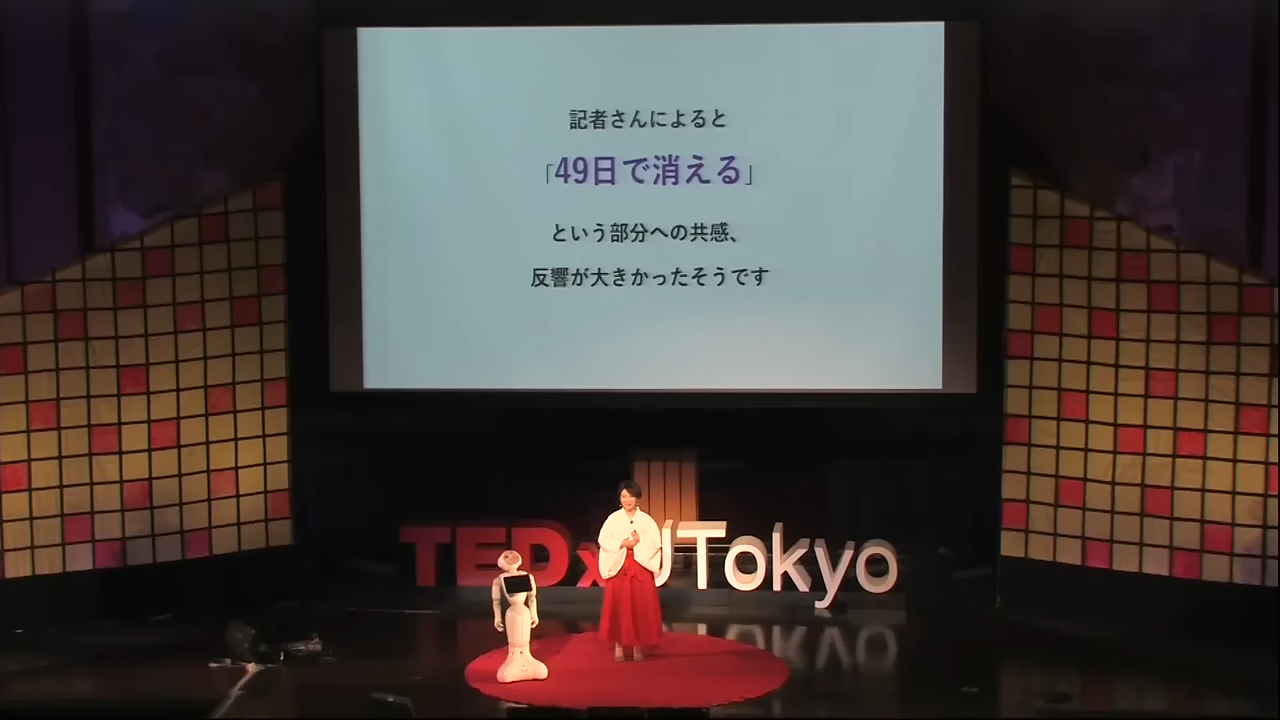 記者さんによると
「49日で消える」
という部分への共感、
反響が大きかったそうです
TEDxUTokyo